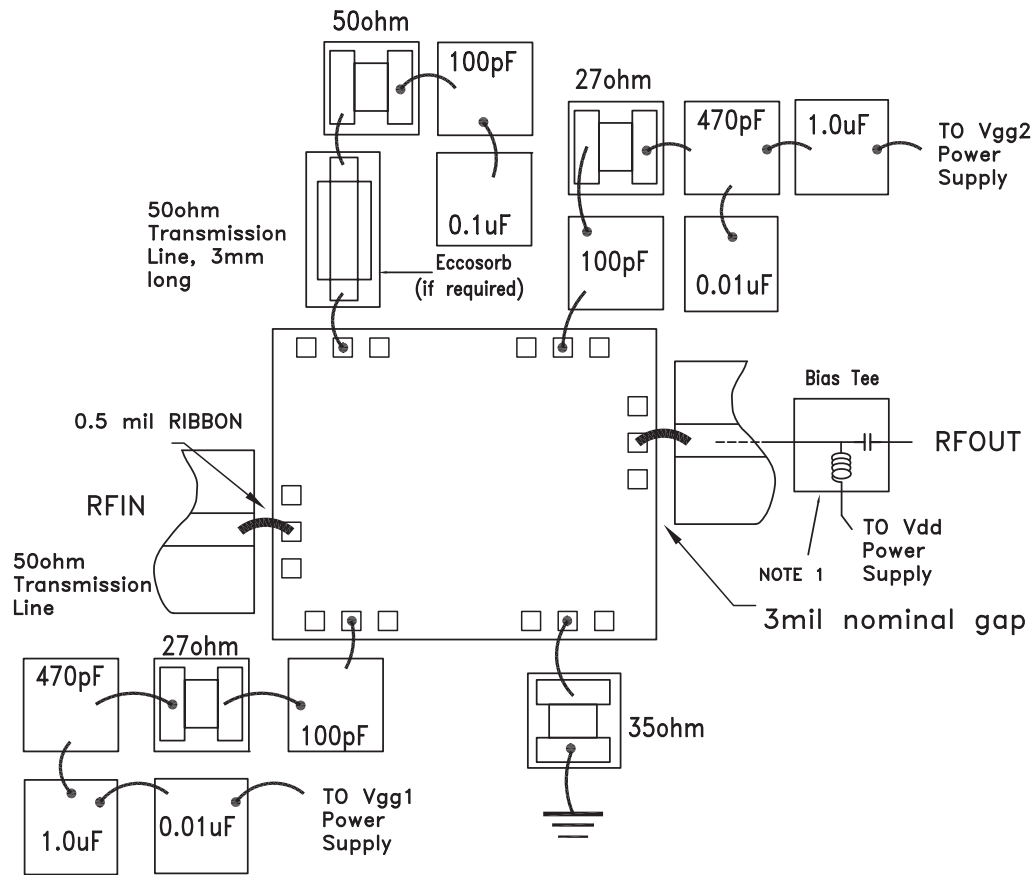 50ohm
100pF
27ohm
470pF
1.0uF
TO Vgg2
Power
Supply
50ohm
Transmission
Line, 3mm
long
0.1uF
Eccosorb
(if required)
100pF
0.01uF
Bias Tee
0.5 mil RIBBON
RFOUT
RFIN
TO Vdd
Power
Supply
NOTE 1
50ohm
Transmission
Line
3mil nominal gap
27ohm
470pF
100pF
35ohm
1.0uF
0.01uF
TO Vgg1
Power
Supply